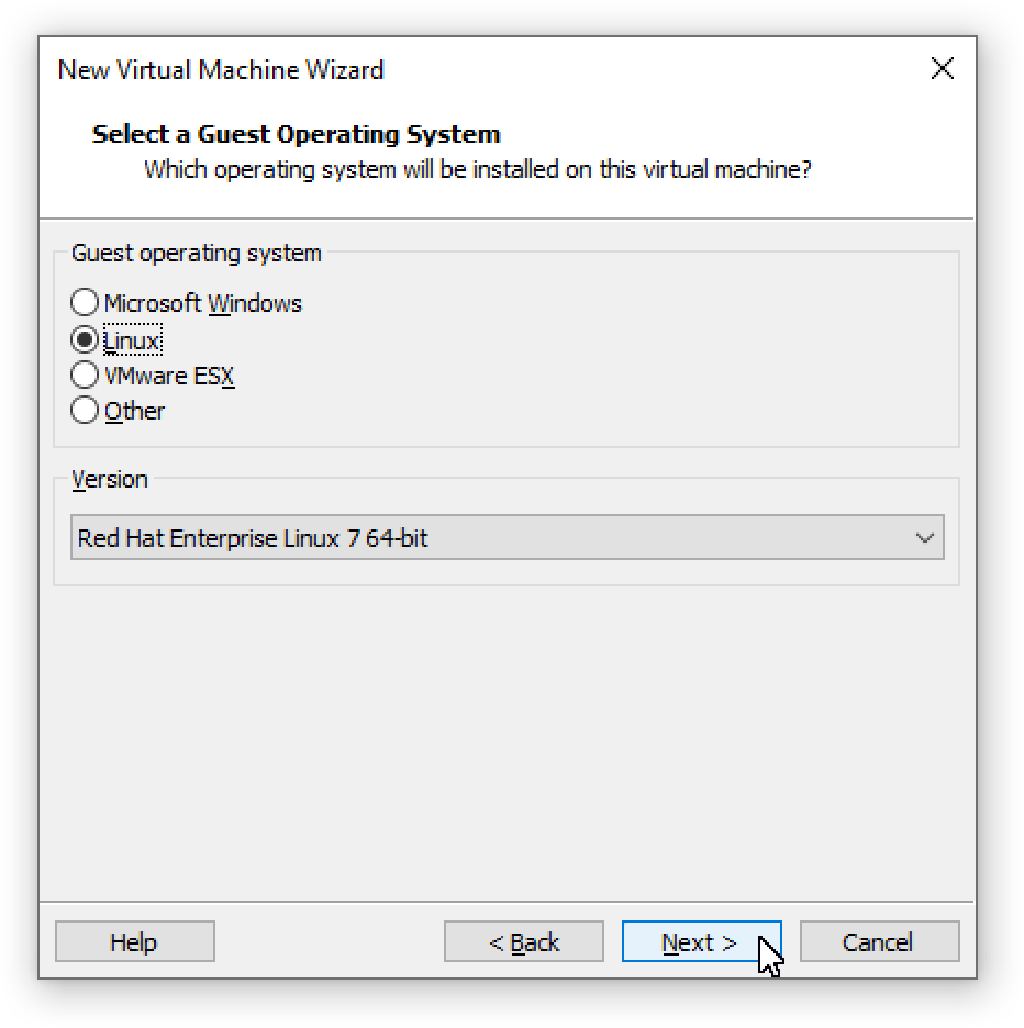 New Virtual Machine Wizard
Select a Guest Operating System
Which operating system will be installed on this virtual machine?
Guest operating system
Microsoft Windows
Linux
VMware ESX
Other
Version
Red Hat Enterprise Linux 7 64-bit
Help < Back Next > Cancel